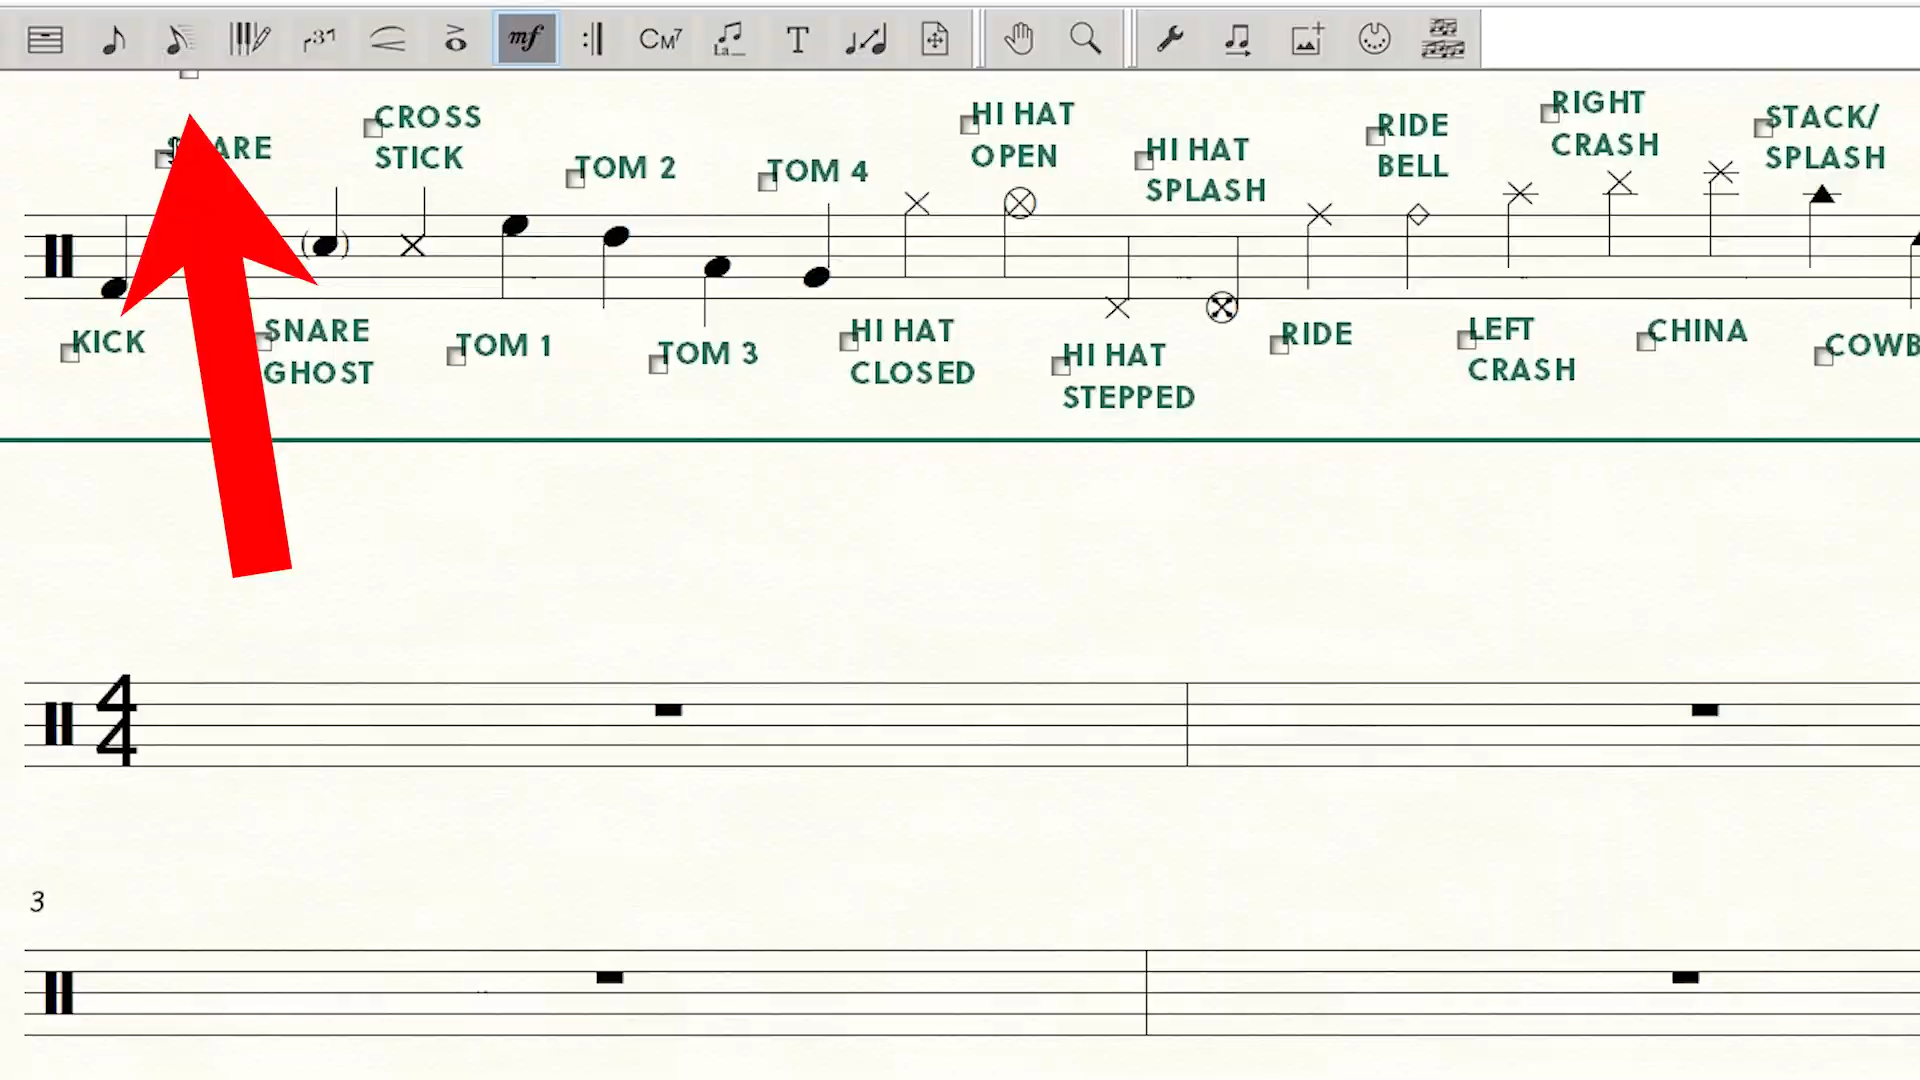 mf
CM7
La
CROSS
STICK
HI HAT
OPEN
HI HAT
SPLASH
RIDE
BELL
RIGHT
CRASH
STACK/
SPLASH
TOM 2
TOM 4
KICK
SNARE
GHOST
TOM 1
TOM 3
HI HAT
CLOSED
HI HAT
STEPPED
RIDE
LEFT
CRASH
CHINA
4
4
3